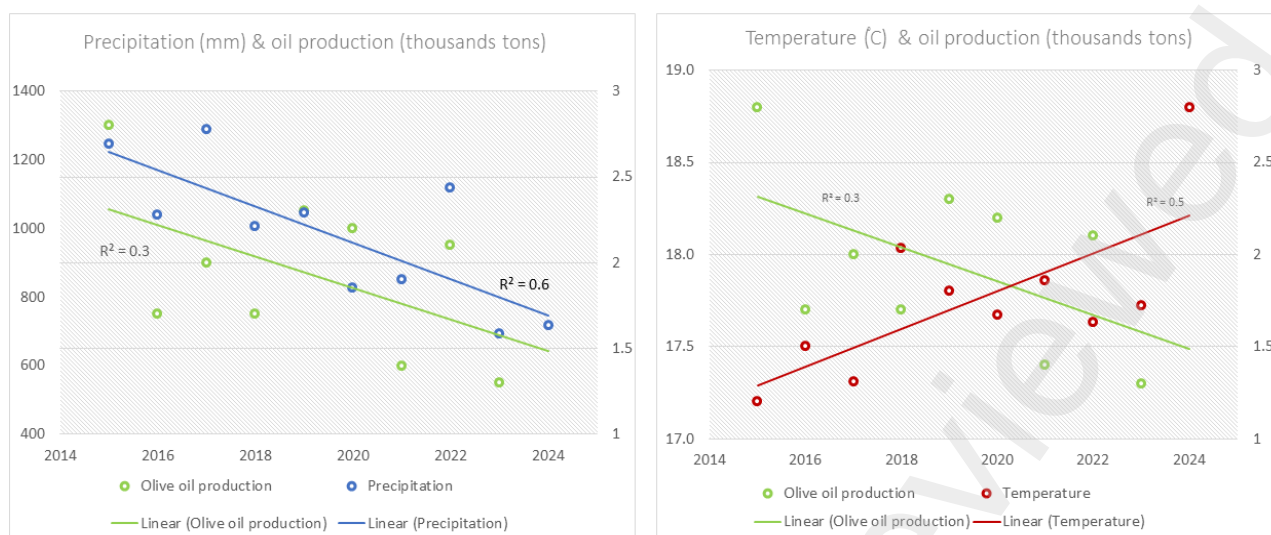 Precipitation (mm) & oil production (thousands tons)
1400
1200
1000
800
600
400
3
2.5
2
1.5
1
R² = 0.3
R² = 0.6
2014 2016 2018 2020 2022 2024
Olive oil production Precipitation
Linear (Olive oil production) Linear (Precipitation)
Temperature (̊C) & oil production (thousands tons)
19.0
18.5
18.0
17.5
17.0
3
2.5
2
1.5
1
R² = 0.3
R² = 0.5
2014 2016 2018 2020 2022 2024
Olive oil production Temperature
Linear (Olive oil production) Linear (Temperature)